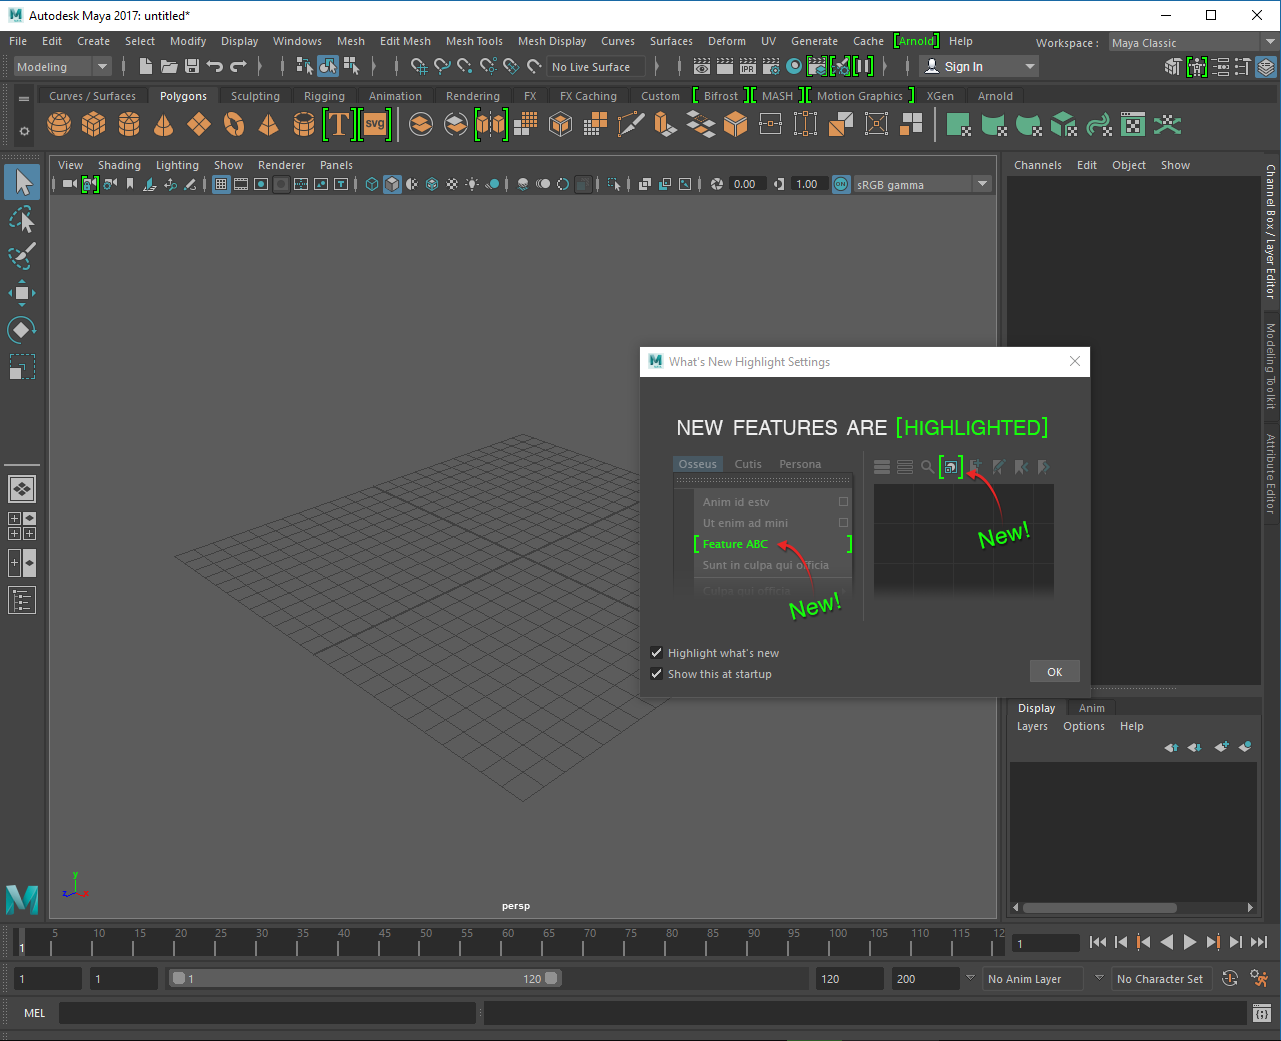 Autodesk Maya 2017: untitled*
File Edit Create Select Modify Display Windows Mesh Edit Mesh Mesh Tools Mesh Display Curves Surfaces Deform UV Generate Cache [Arnold] Help Workspace : Maya Classic
Modeling No Live Surface IPR Sign In
Curves / Surfaces Polygons Sculpting Rigging Animation Rendering FX FX Caching Custom [ Bifrost ] [ MASH ] [ Motion Graphics ] XGen Arnold
T svg
View Shading Lighting Show Renderer Panels
0.00 1.00 ON sRGB gamma
Channels Edit Object Show
Channel Box / Layer Editor
Modeling Toolkit
Attribute Editor
What's New Highlight Settings
NEW FEATURES ARE [HIGHLIGHTED]
Osseus Cutis Persona
Anim id estv
Ut enim ad mini
[ Feature ABC ]
Sunt in culpa qui officia
Culpa qui officia
New!
New!
Highlight what's new
Show this at startup
OK
Display Anim
Layers Options Help
y
z x
persp
M
1 5 10 15 20 25 30 35 40 45 50 55 60 65 70 75 80 85 90 95 100 105 110 115 12
1
1 1 1 120 120 200 No Anim Layer No Character Set
MEL